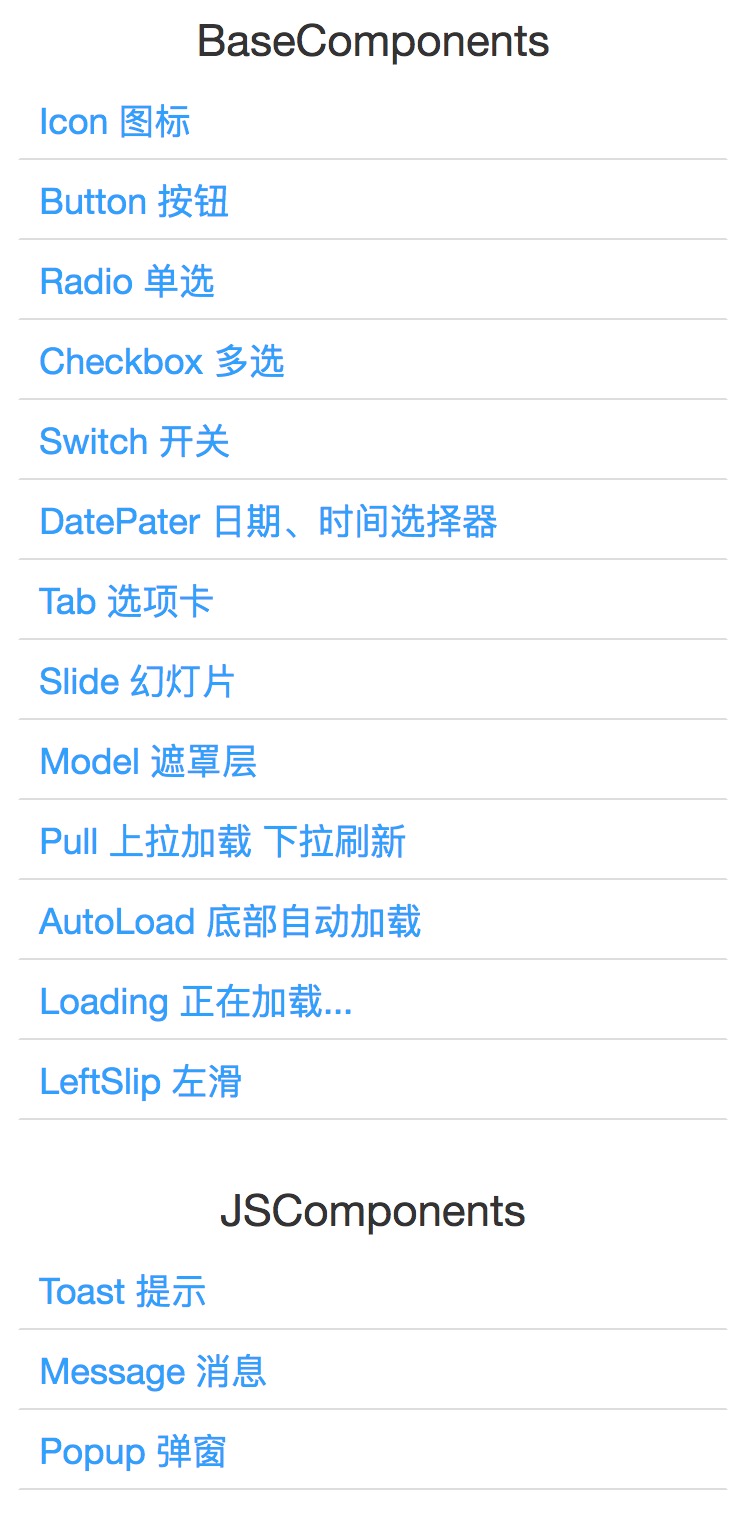 BaseComponents
Icon 图标
Button 按钮
Radio 单选
Checkbox 多选
Switch 开关
DatePater 日期、时间选择器
Tab 选项卡
Slide 幻灯片
Model 遮罩层
Pull 上拉加载 下拉刷新
AutoLoad 底部自动加载
Loading 正在加载...
LeftSlip 左滑
JSComponents
Toast 提示
Message 消息
Popup 弹窗